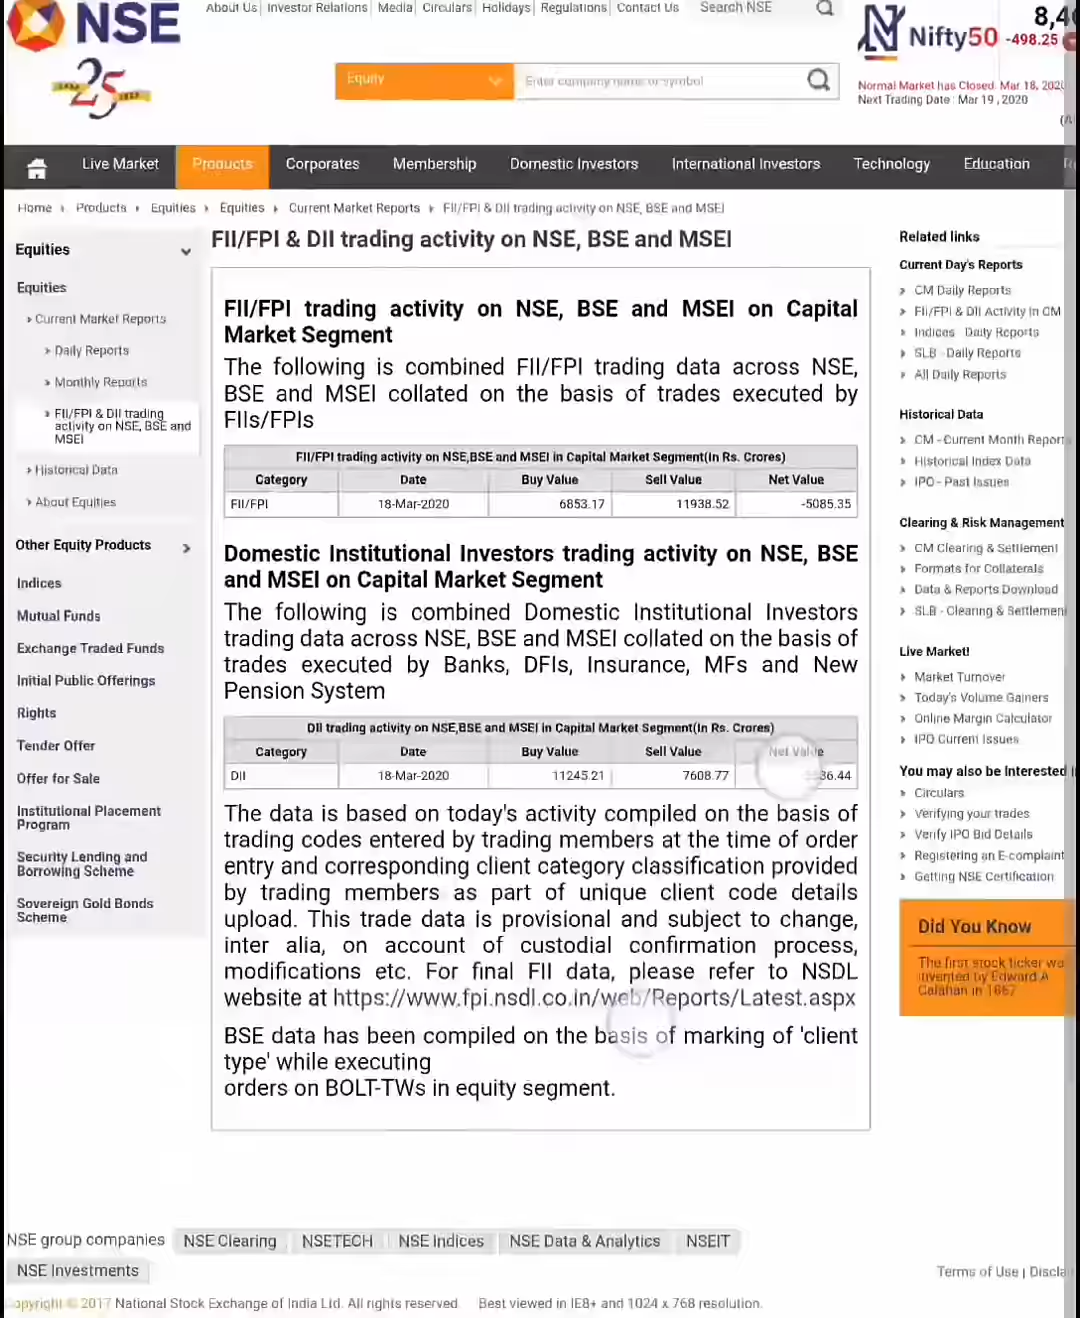 NSE
About Us | Investor Relations | Media | Circulars | Holidays | Regulations | Contact Us
Search NSE
Nifty50
-498.25
25
Equity
Enter company name or symbol
Normal Market has Closed. Mar 18, 2020
Next Trading Date : Mar 19, 2020
Live Market Products Corporates Membership Domestic Investors International Investors Technology Education
Home Products Equities Equities Current Market Reports FII/FPI & DII trading activity on NSE, BSE and MSEI
Equities
Equities
Current Market Reports
Daily Reports
Monthly Reports
FII/FPI & DII trading
activity on NSE, BSE and
MSEI
Historical Data
About Equities
Other Equity Products
Indices
Mutual Funds
Exchange Traded Funds
Initial Public Offerings
Rights
Tender Offer
Offer for Sale
Institutional Placement
Program
Security Lending and
Borrowing Scheme
Sovereign Gold Bonds
Scheme
FII/FPI & DII trading activity on NSE, BSE and MSEI
FII/FPI trading activity on NSE, BSE and MSEI on Capital
Market Segment
The following is combined FII/FPI trading data across NSE,
BSE and MSEI collated on the basis of trades executed by
FIIs/FPIs
FII/FPI trading activity on NSE,BSE and MSEI in Capital Market Segment(In Rs. Crores)
Category Date Buy Value Sell Value Net Value
FII/FPI 18-Mar-2020 6853.17 11938.52 -5085.35
Domestic Institutional Investors trading activity on NSE, BSE
and MSEI on Capital Market Segment
The following is combined Domestic Institutional Investors
trading data across NSE, BSE and MSEI collated on the basis of
trades executed by Banks, DFIs, Insurance, MFs and New
Pension System
DII trading activity on NSE,BSE and MSEI in Capital Market Segment(In Rs. Crores)
Category Date Buy Value Sell Value Net Value
DII 18-Mar-2020 11245.21 7608.77
The data is based on today's activity compiled on the basis of
trading codes entered by trading members at the time of order
entry and corresponding client category classification provided
by trading members as part of unique client code details
upload. This trade data is provisional and subject to change,
inter alia, on account of custodial confirmation process,
modifications etc. For final FII data, please refer to NSDL
website at https://www.fpi.nsdl.co.in/web/Reports/Latest.aspx
BSE data has been compiled on the basis of marking of 'client
type' while executing
orders on BOLT-TWs in equity segment.
Related links
Current Day's Reports
CM Daily Reports
FII/FPI & DII Activity in CM
Indices - Daily Reports
SLB - Daily Reports
All Daily Reports
Historical Data
CM - Current Month Report
Historical Index Data
IPO - Past Issues
Clearing & Risk Management
CM Clearing & Settlement
Formats for Collaterals
Data & Reports Download
SLB - Clearing & Settlement
Live Market!
Market Turnover
Today's Volume Gainers
Online Margin Calculator
IPO Current Issues
You may also be Interested
Circulars
Verifying your trades
Verify IPO Bid Details
Registering an E-complaint
Getting NSE Certification
Did You Know
The first stock ticker wa
invented by Edward A
Calahan in 1867
NSE group companies NSE Clearing NSETECH NSE Indices NSE Data & Analytics NSEIT
NSE Investments
Terms of Use | Discla
Copyright © 2017 National Stock Exchange of India Ltd. All rights reserved Best viewed in IE8+ and 1024 x 768 resolution.